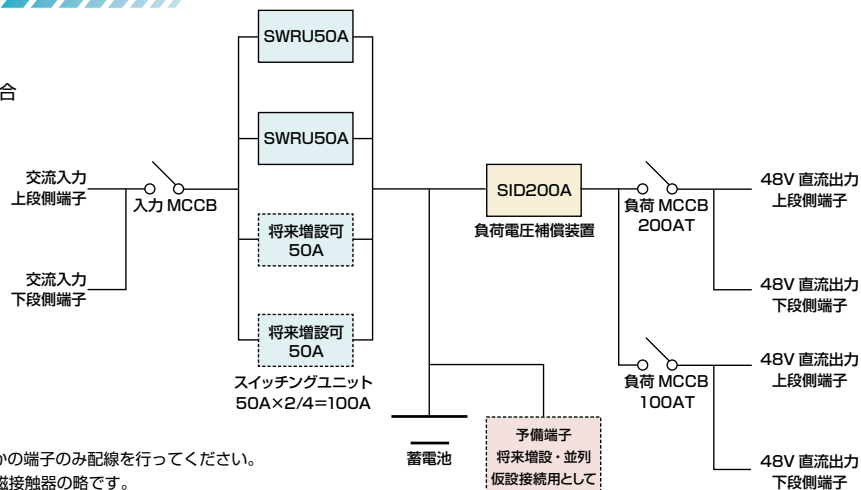 合
SWRU50A
SWRU50A
将来増設可
50A
将来増設可
50A
スイッチングユニット
50A×2/4=100A
交流入力
上段側端子
入力 MCCB
交流入力
下段側端子
SID200A
負荷電圧補償装置
負荷 MCCB
200AT
48V 直流出力
上段側端子
48V 直流出力
下段側端子
負荷 MCCB
100AT
48V 直流出力
上段側端子
48V 直流出力
下段側端子
蓄電池
予備端子
将来増設・並列
仮設接続用として
かの端子のみ配線を行ってください。
磁接触器の略です。